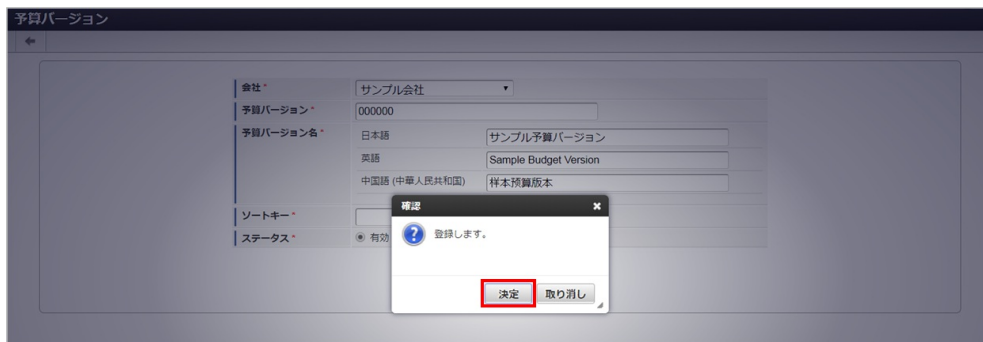 予算バージョン
会社*
サンプル会社
予算バージョン*
000000
予算バージョン名*
日本語
サンプル予算バージョン
英語
Sample Budget Version
中国語 (中華人民共和国)
样本预算版本
ソートキー*
ステータス*
有効
確認
登録します。
決定
取り消し